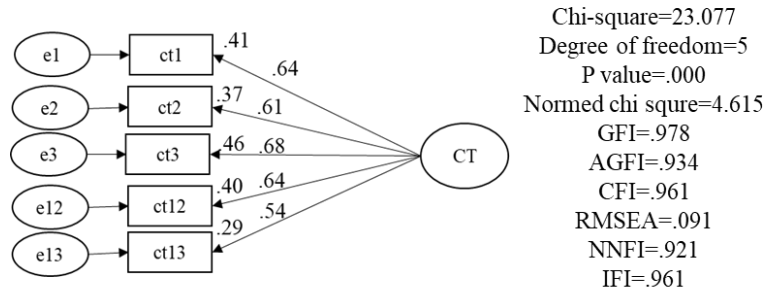 e1 ct1 .41
.64
e2 ct2 .37 .61
e3 ct3 .46 .68
CT
e12 ct12 .40 .64
e13 ct13 .29 .54
Chi-square=23.077
Degree of freedom=5
P value=.000
Normed chi squre=4.615
GFI=.978
AGFI=.934
CFI=.961
RMSEA=.091
NNFI=.921
IFI=.961